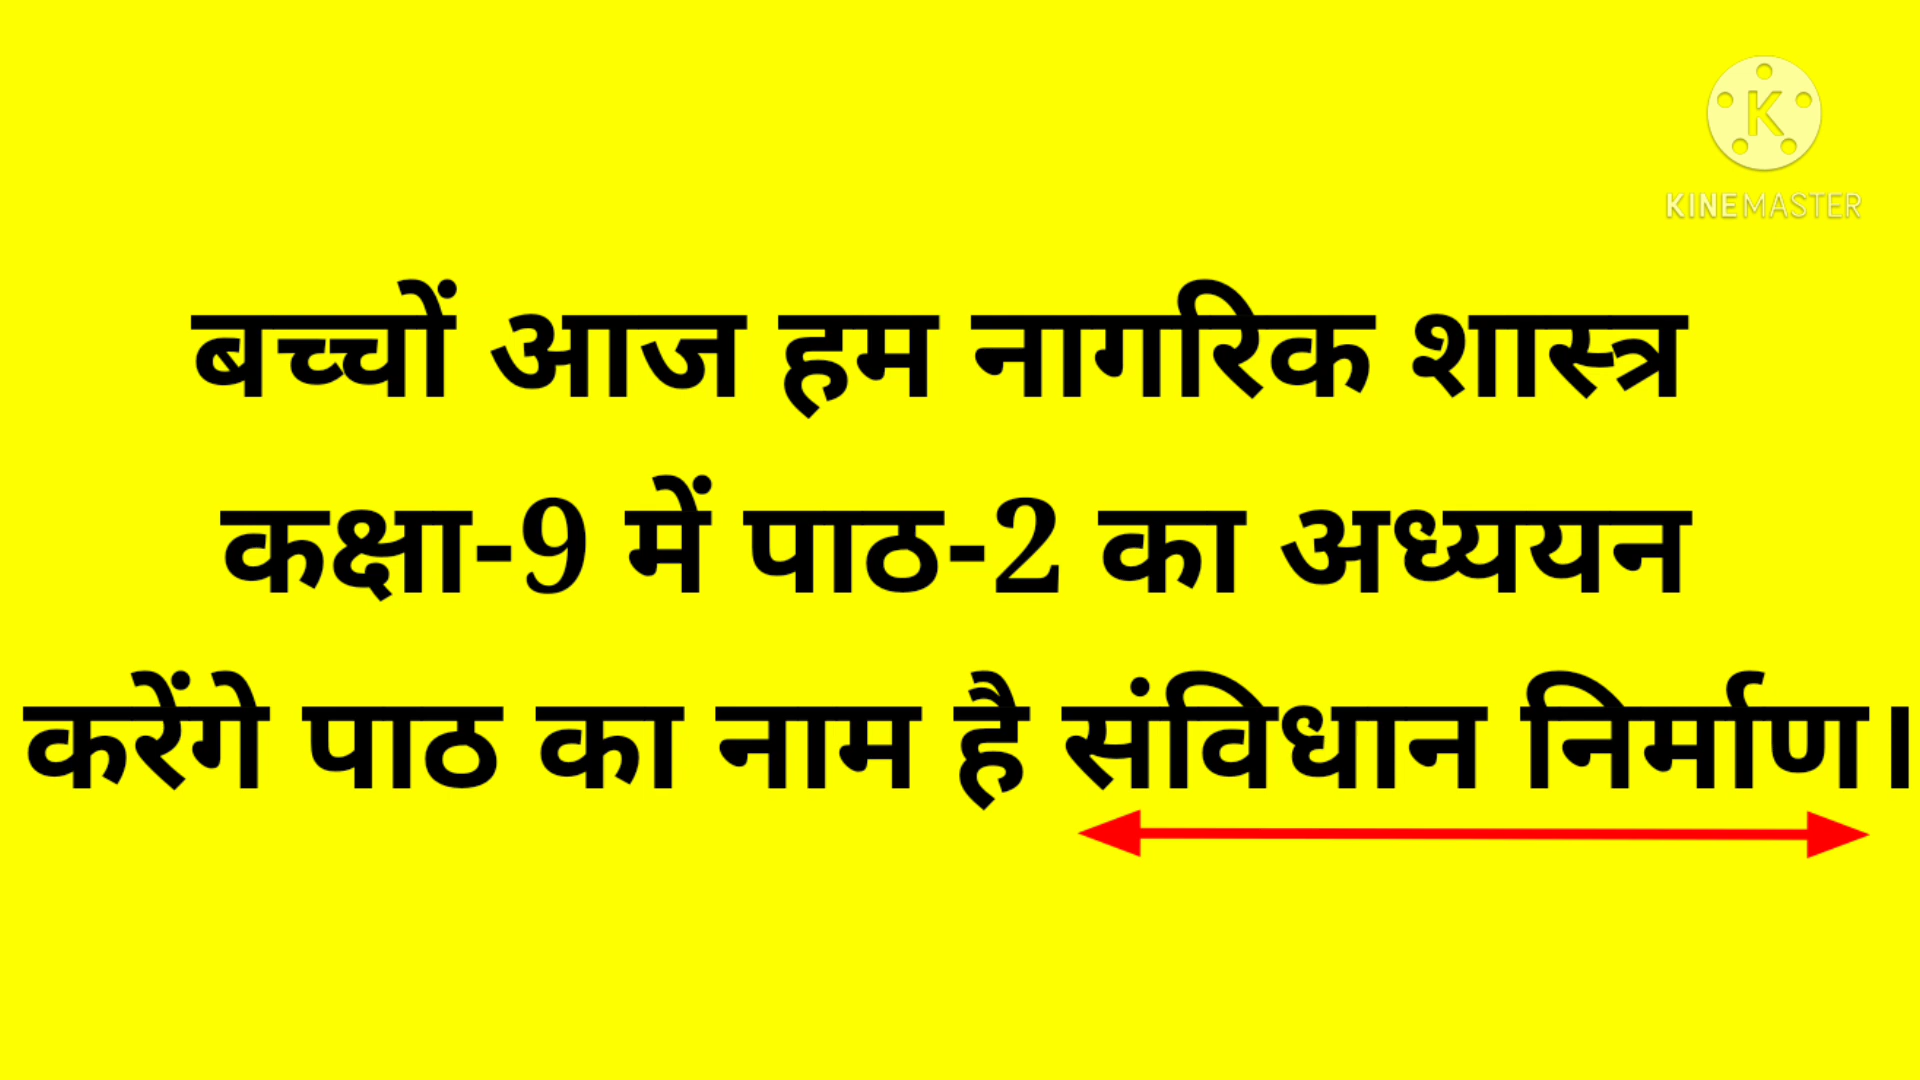 K
KINEMASTER
बच्चों आज हम नागरिक शास्त्र
कक्षा-9 में पाठ-2 का अध्ययन
करेंगे पाठ का नाम है संविधान निर्माण।